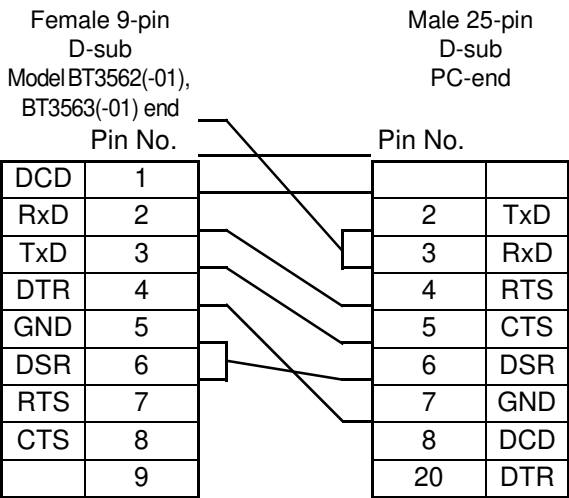 Female 9-pin
D-sub
Model BT3562(-01),
BT3563(-01) end
Pin No.
Male 25-pin
D-sub
PC-end
Pin No.
DCD 1
RxD 2 2 TxD
TxD 3 3 RxD
DTR 4 4 RTS
GND 5 5 CTS
DSR 6 6 DSR
RTS 7 7 GND
CTS 8 8 DCD
9 20 DTR